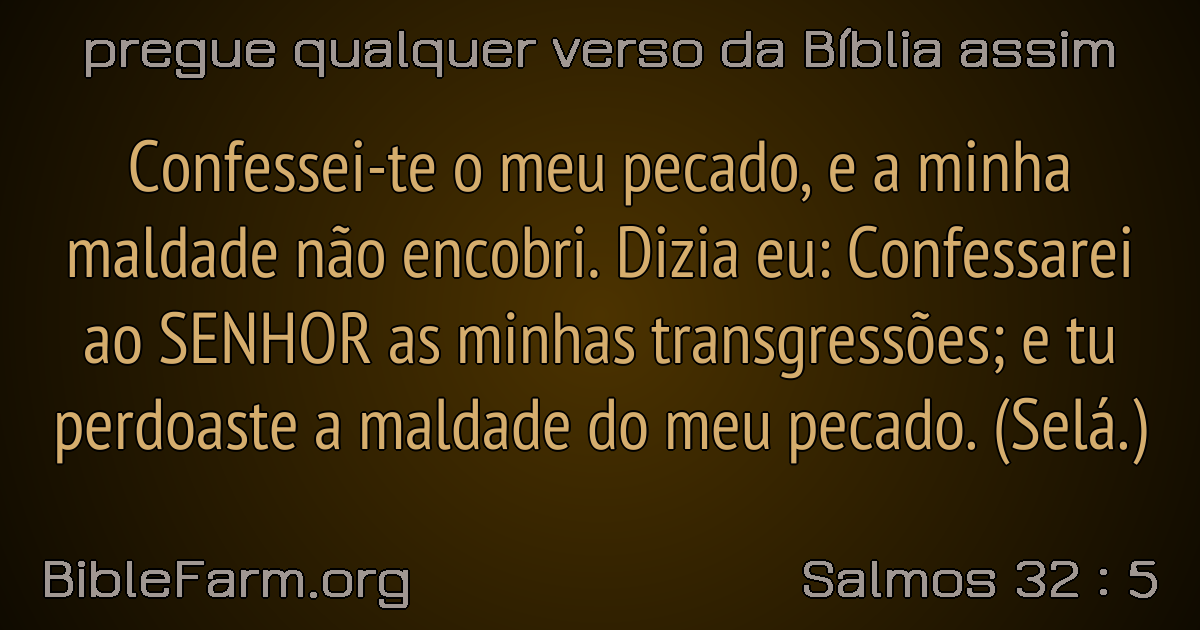 pregue qualquer verso da Bíblia assim
Confessei-te o meu pecado, e a minha
maldade não encobri. Dizia eu: Confessarei
ao SENHOR as minhas transgressões; e tu
perdoaste a maldade do meu pecado. (Selá.)
BibleFarm.org
Salmos 32 : 5